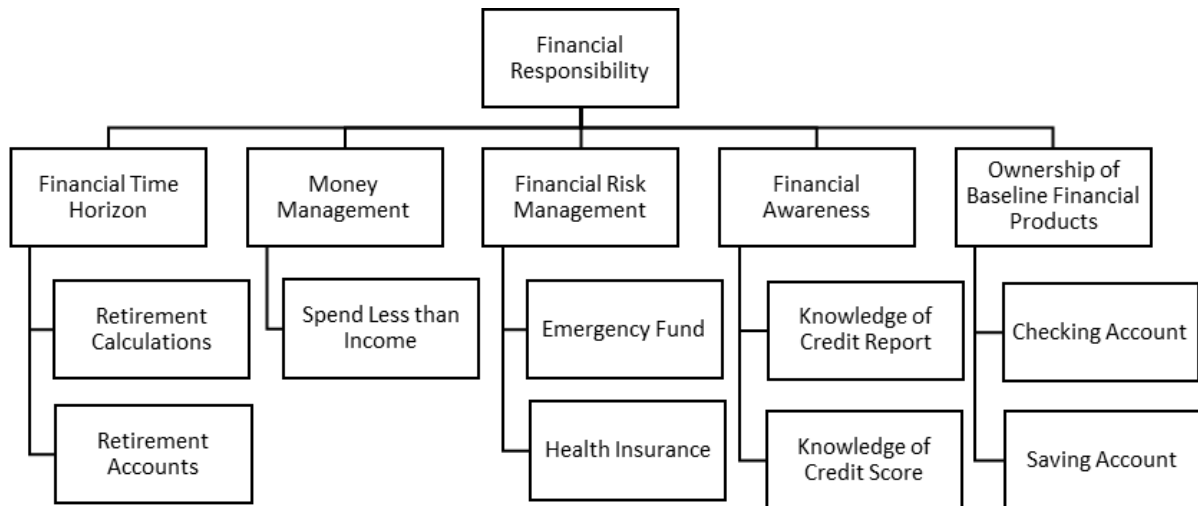 Financial
Responsibility
Financial Time
Horizon
Money
Management
Financial Risk
Management
Financial
Awareness
Ownership of
Baseline Financial
Products
Retirement
Calculations
Spend Less than
Income
Emergency Fund
Knowledge of
Credit Report
Checking Account
Retirement
Accounts
Health Insurance
Knowledge of
Credit Score
Saving Account